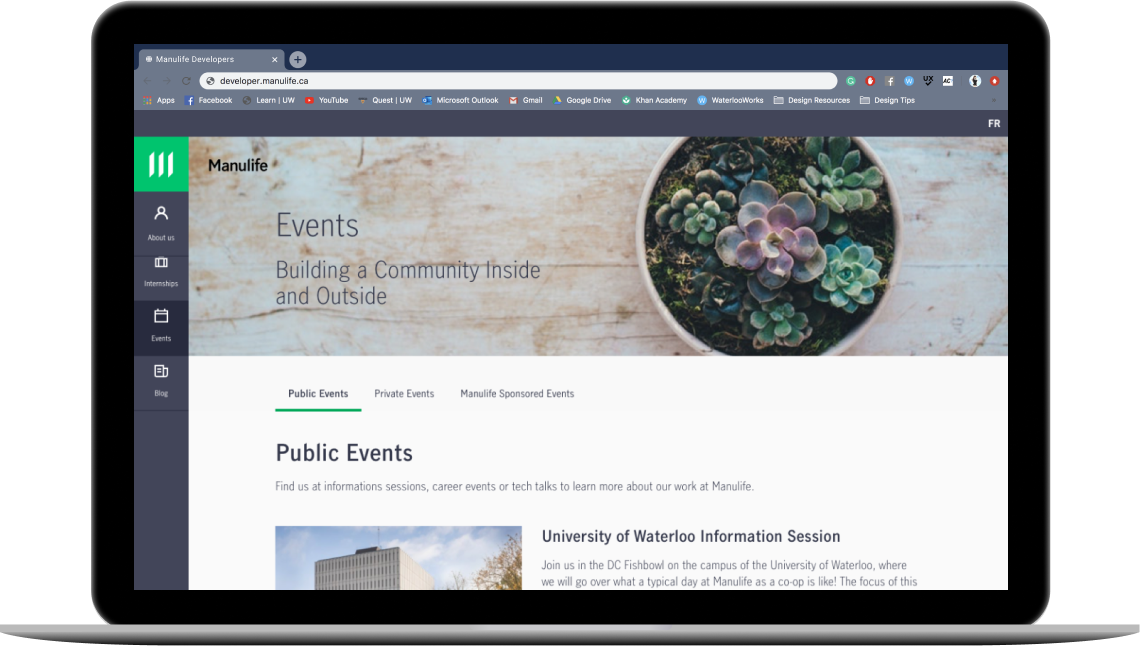 Manulife Developers
developer.manulife.ca
Apps Facebook Learn | UW YouTube Quest | UW Microsoft Outlook Gmail Google Drive Khan Academy WaterlooWorks Design Resources Design Tips
FR
Manulife
About us
Internships
Events
Blog
Events
Building a Community Inside
and Outside
Public Events Private Events Manulife Sponsored Events
Public Events
Find us at informations sessions, career events or tech talks to learn more about our work at Manulife.
University of Waterloo Information Session
Join us in the DC Fishbowl on the campus of the University of Waterloo, where
we will go over what a typical day at Manulife as a co-op is like! The focus of this